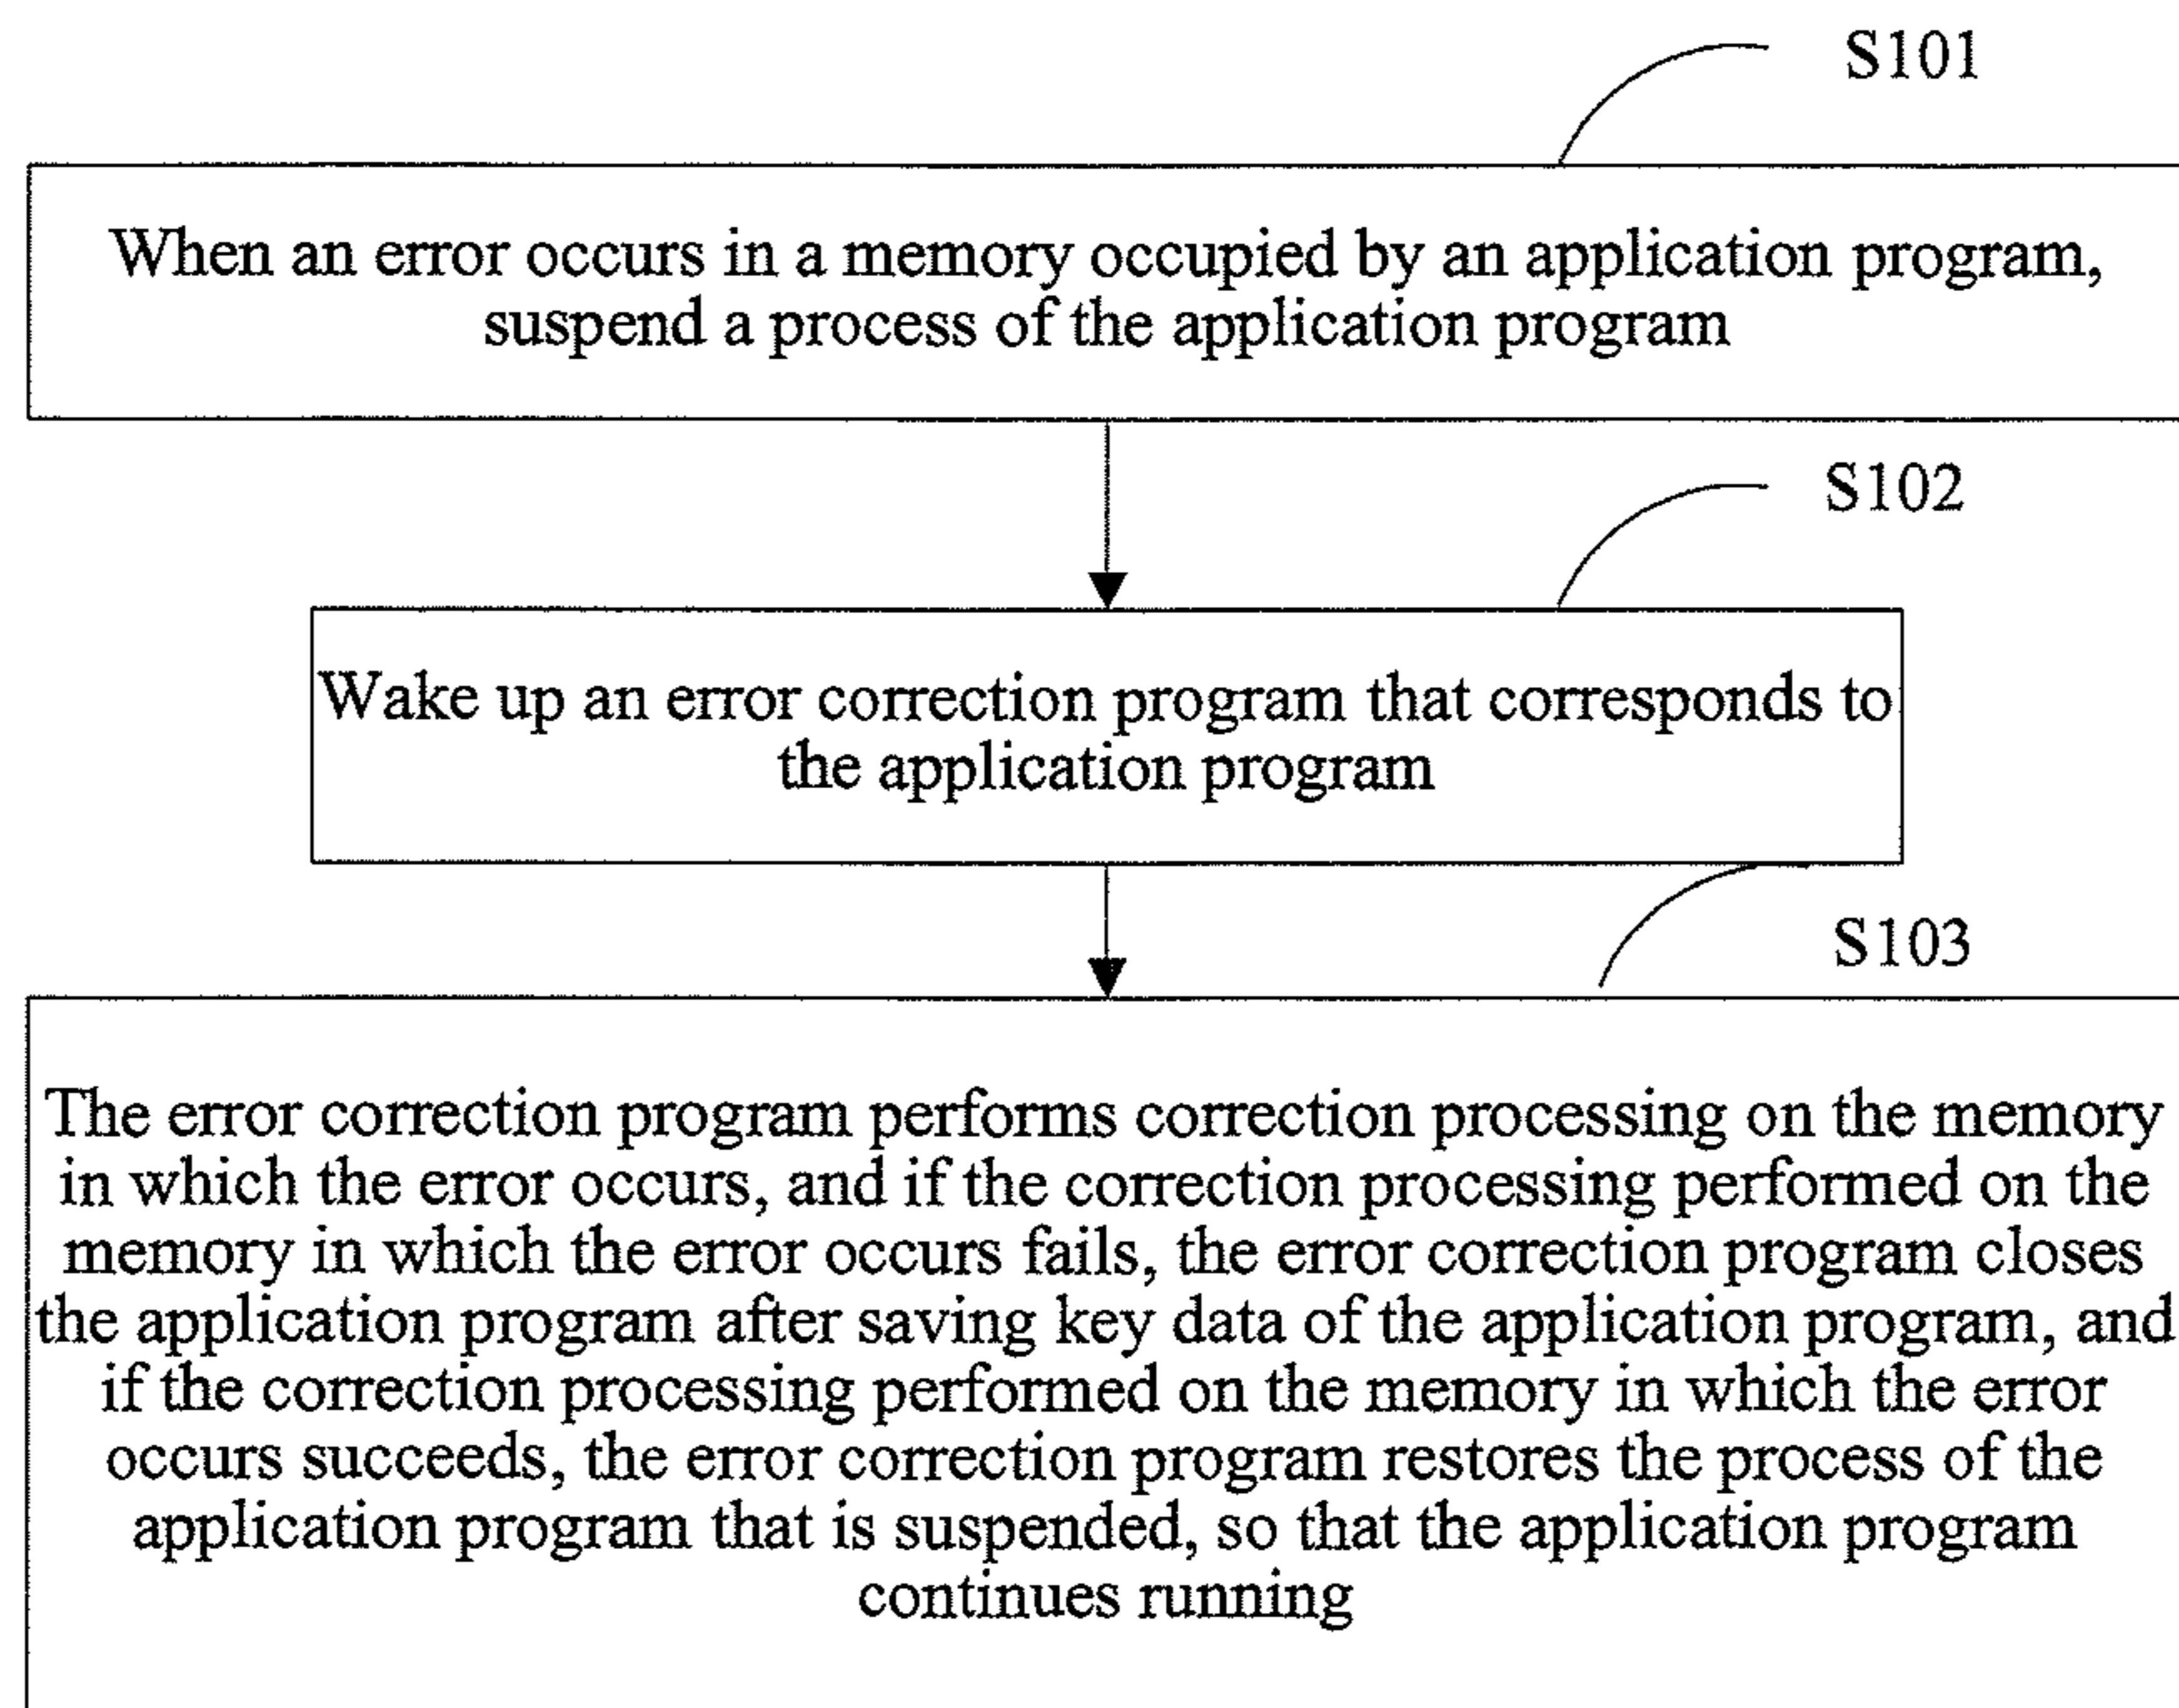 S101
When an error occurs in a memory occupied by an application program,
suspend a process of the application program
S102
Wake up an error correction program that corresponds to
the application program
S103
The error correction program performs correction processing on the memory
in which the error occurs, and if the correction processing performed on the
memory in which the error occurs fails, the error correction program closes
the application program after saving key data of the application program, and
if the correction processing performed on the memory in which the error
occurs succeeds, the error correction program restores the process of the
application program that is suspended, so that the application program
continues running